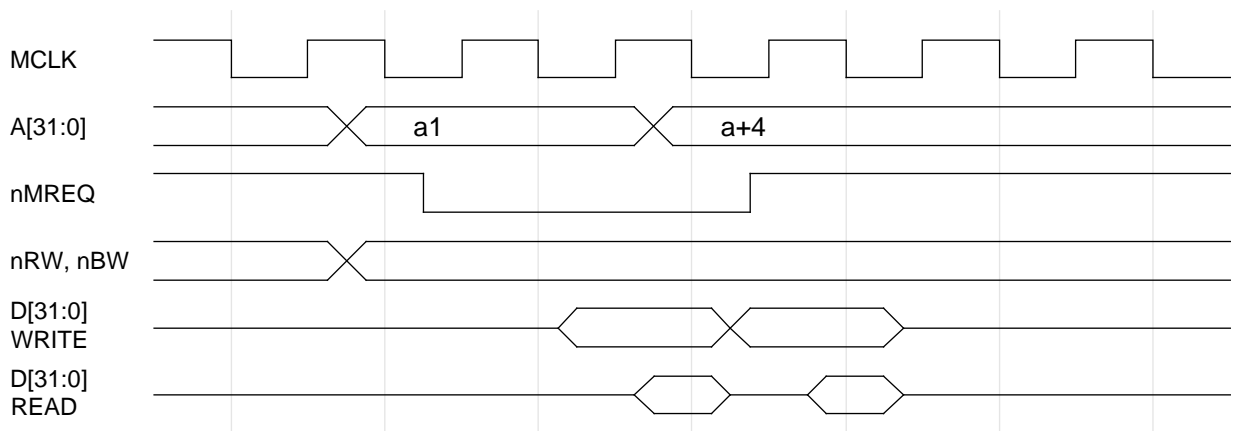 MCLK
A[31:0] a1 a+4
nMREQ
nRW, nBW
D[31:0]
WRITE
D[31:0]
READ